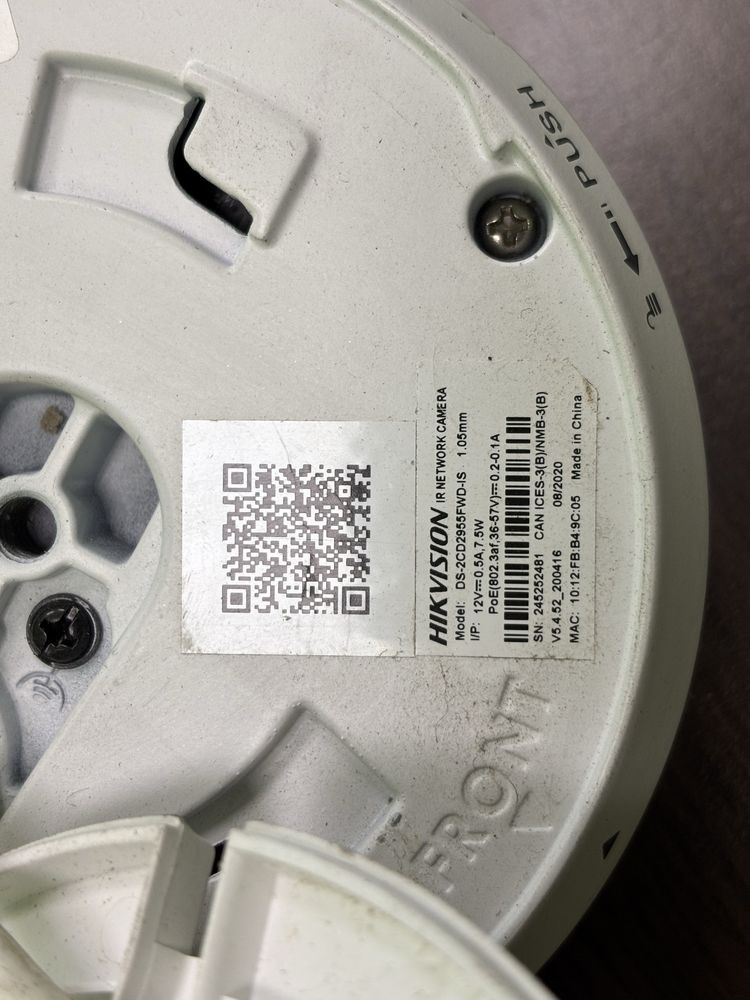 PUSH
HIKVISION IR NETWORK CAMERA
Model: DS-2CD2955FWD-IS 1.05mm
I/P: 12V⎓0.5A,7.5W
PoE(802.3af,36-57V)⎓0.2-0.1A
SN: 245252481 CAN ICES-3(B)/NMB-3(B)
V5.4.52_200416 08/2020
MAC: 10:12:FB:B4:9C:05 Made in China
FRONT